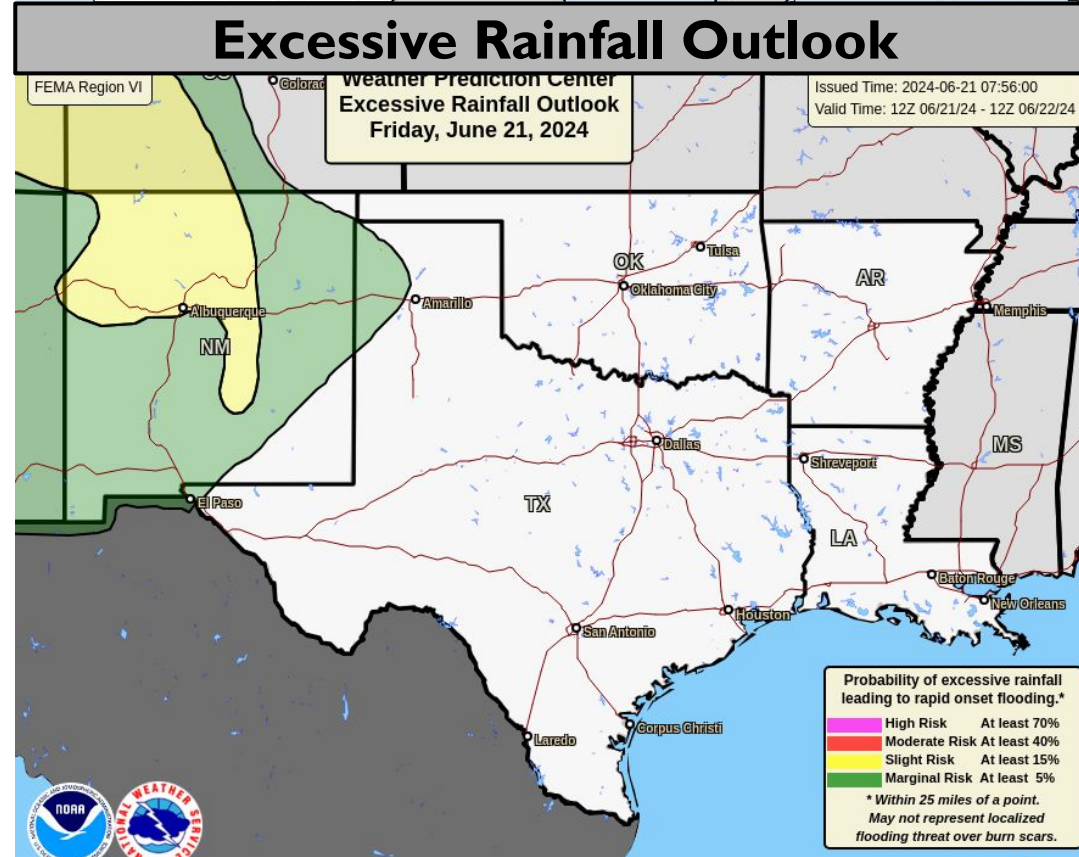 Excessive Rainfall Outlook
FEMA Region VI
CO
Colorad
Weather Prediction Center
Excessive Rainfall Outlook
Friday, June 21, 2024
Issued Time: 2024-06-21 07:56:00
Valid Time: 12Z 06/21/24 - 12Z 06/22/24
Tulsa
OK
AR
Oklahoma City
Amarillo
Albuquerque
Memphis
NM
Dallas
MS
Shreveport
El Paso
TX
LA
Baton Rouge
New Orleans
Houston
San Antonio
Corpus Christi
Laredo
Probability of excessive rainfall
leading to rapid onset flooding.*
High Risk At least 70%
Moderate Risk At least 40%
Slight Risk At least 15%
Marginal Risk At least 5%
* Within 25 miles of a point.
May not represent localized
flooding threat over burn scars.
NOAA
NATIONAL WEATHER SERVICE